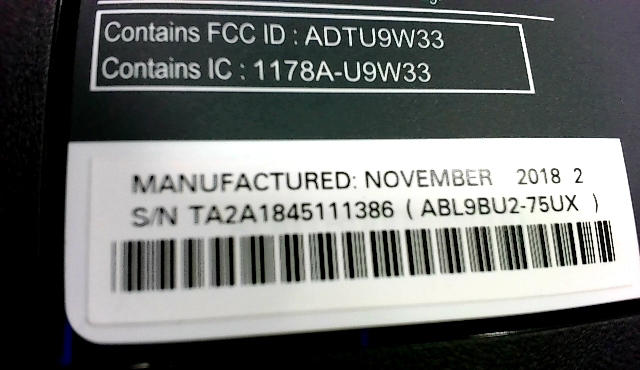 Contains FCC ID : ADTU9W33
Contains IC : 1178A-U9W33
MANUFACTURED: NOVEMBER 2018 2
S/N TA2A1845111386 ( ABL9BU2-75UX )